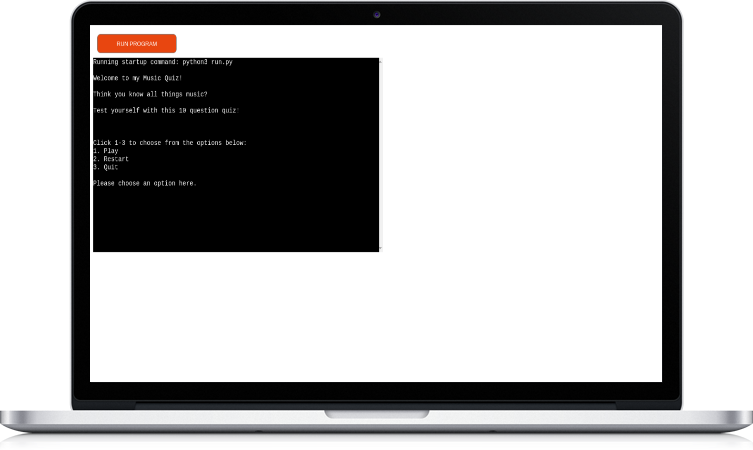 RUN PROGRAM
Running startup command: python3 run.py
Welcome to my Music Quiz!
Think you know all things music?
Test yourself with this 10 question quiz!
Click 1-3 to choose from the options below:
1. Play
2. Restart
3. Quit
Please choose an option here.